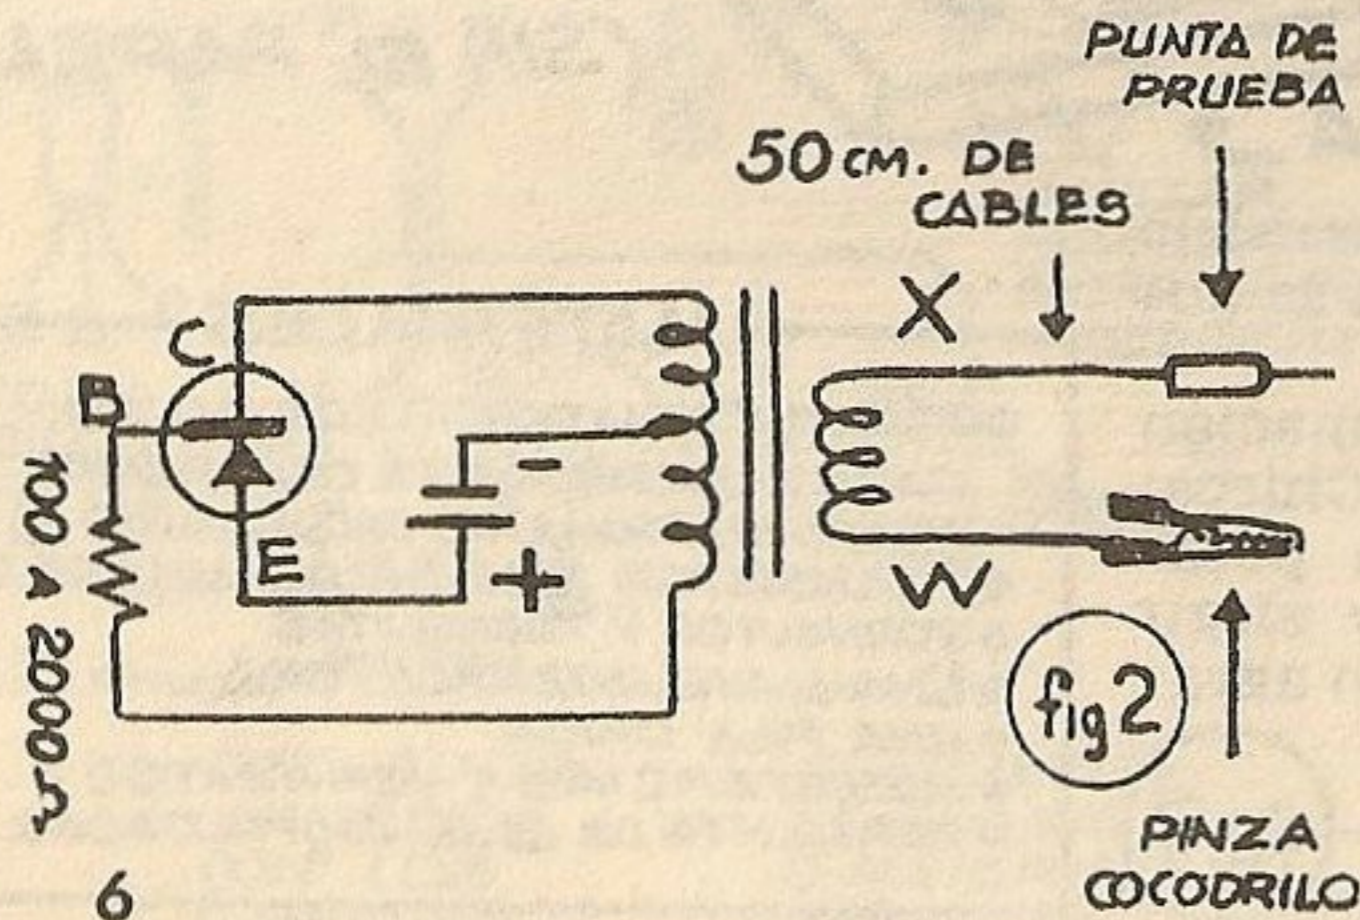 PUNTA DE
PRUEBA
50 CM. DE
CABLES
X
C
B
-
E
+
W
100 A 2000Ω
fig 2
PINZA
COCODRILO
6